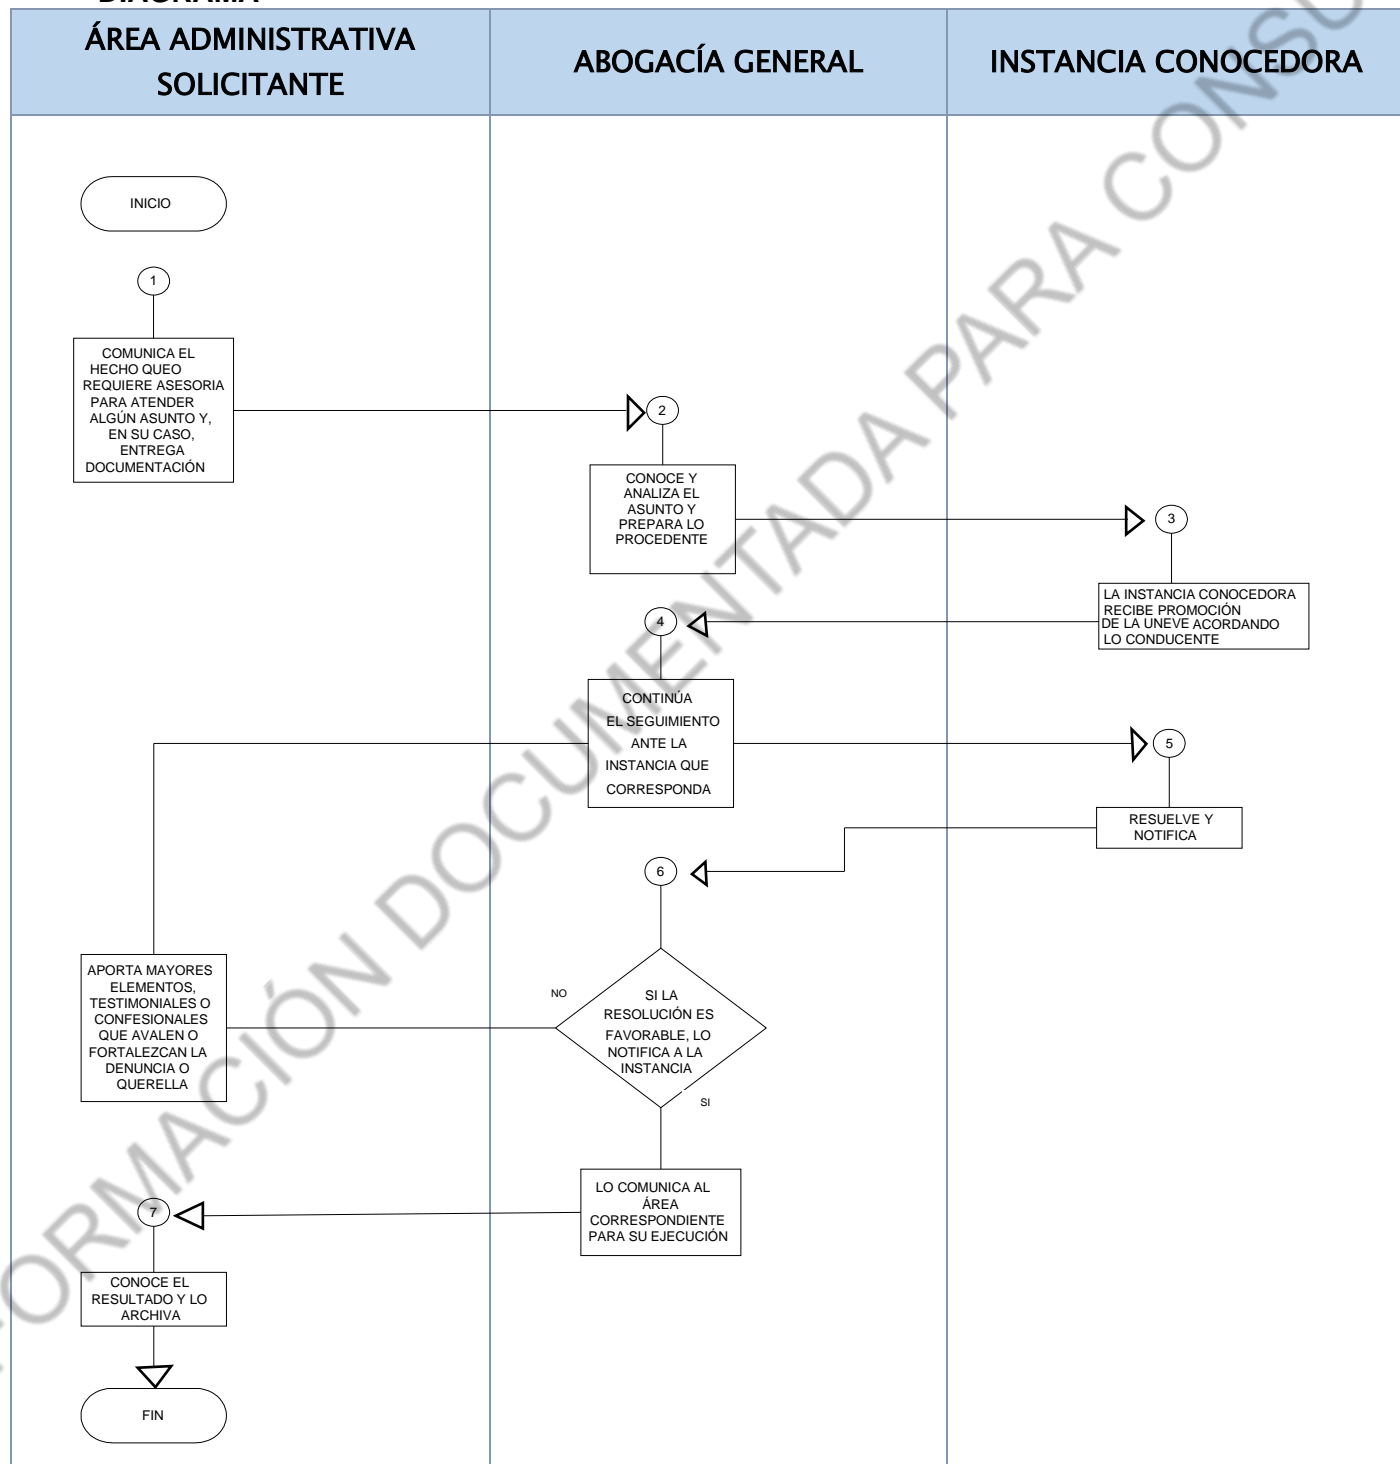 DIAGRAMA
ÁREA ADMINISTRATIVA
SOLICITANTE
ABOGACÍA GENERAL
INSTANCIA CONOCEDORA
INICIO
1
COMUNICA EL
HECHO QUEO
REQUIERE ASESORIA
PARA ATENDER
ALGÚN ASUNTO Y,
EN SU CASO,
ENTREGA
DOCUMENTACIÓN
2
CONOCE Y
ANALIZA EL
ASUNTO Y
PREPARA LO
PROCEDENTE
3
LA INSTANCIA CONOCEDORA
RECIBE PROMOCIÓN
DE LA UNEVE ACORDANDO
LO CONDUCENTE
4
CONTINÚA
EL SEGUIMIENTO
ANTE LA
INSTANCIA QUE
CORRESPONDA
5
RESUELVE Y
NOTIFICA
6
SI LA
RESOLUCIÓN ES
FAVORABLE, LO
NOTIFICA A LA
INSTANCIA
NO
SI
APORTA MAYORES
ELEMENTOS,
TESTIMONIALES O
CONFESIONALES
QUE AVALEN O
FORTALEZCAN LA
DENUNCIA O
QUERELLA
LO COMUNICA AL
ÁREA
CORRESPONDIENTE
PARA SU EJECUCIÓN
7
CONOCE EL
RESULTADO Y LO
ARCHIVA
FIN
FORMACIÓN DOCUMENTADA PARA CONSU